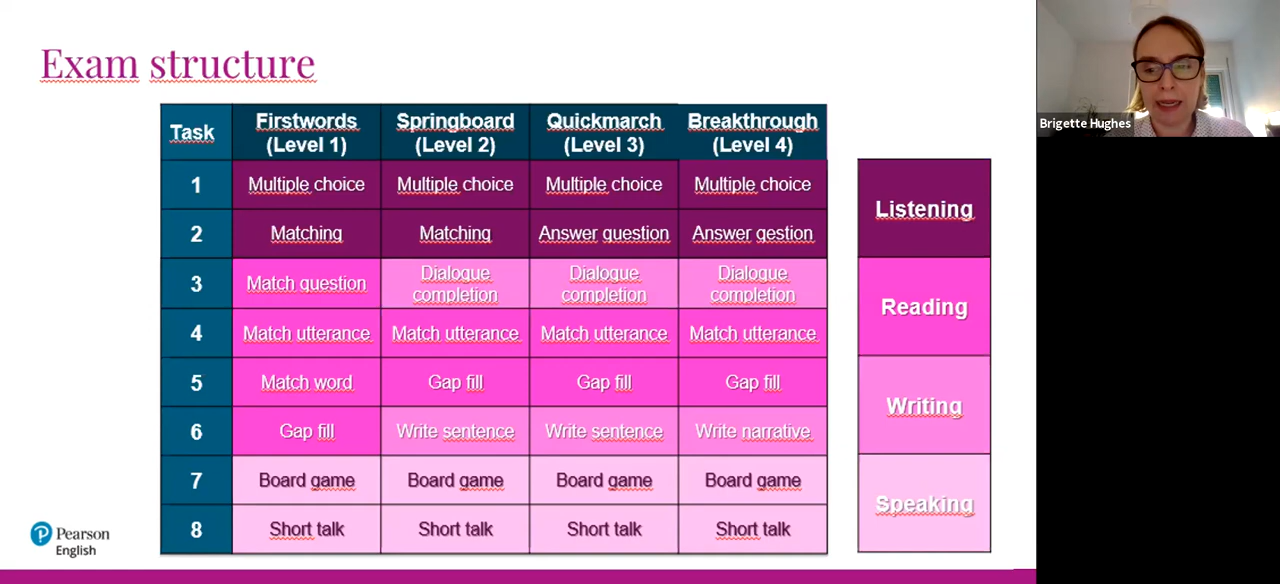 Exam structure
Brigette Hughes
Task
Firstwords
(Level 1)
Springboard
(Level 2)
Quickmarch
(Level 3)
Breakthrough
(Level 4)
1
Multiple choice
Multiple choice
Multiple choice
Multiple choice
2
Matching
Matching
Answer question
Answer gestion
3
Match question
Dialogue
completion
Dialogue
completion
Dialogue
completion
4
Match utterance
Match utterance
Match utterance
Match utterance
5
Match word
Gap fill
Gap fill
Gap fill
6
Gap fill
Write sentence
Write sentence
Write narrative
7
Board game
Board game
Board game
Board game
8
Short talk
Short talk
Short talk
Short talk
Listening
Reading
Writing
Speaking
P
Pearson
English